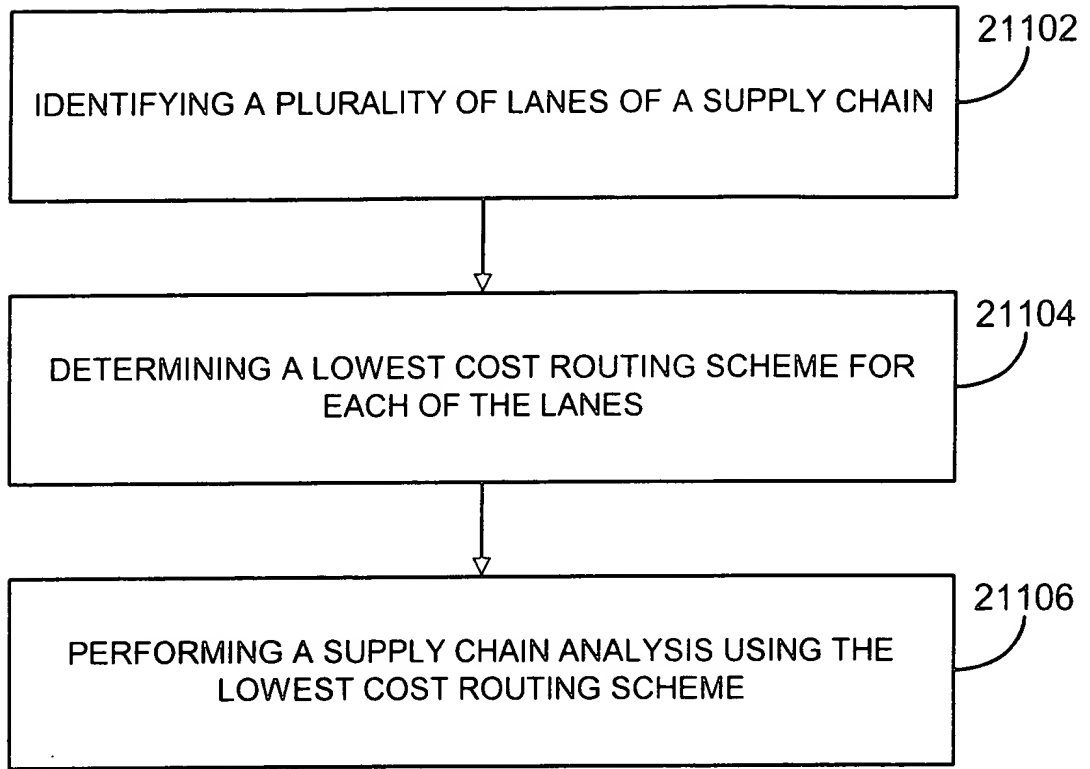 21102
IDENTIFYING A PLURALITY OF LANES OF A SUPPLY CHAIN
21104
DETERMINING A LOWEST COST ROUTING SCHEME FOR
EACH OF THE LANES
21106
PERFORMING A SUPPLY CHAIN ANALYSIS USING THE
LOWEST COST ROUTING SCHEME